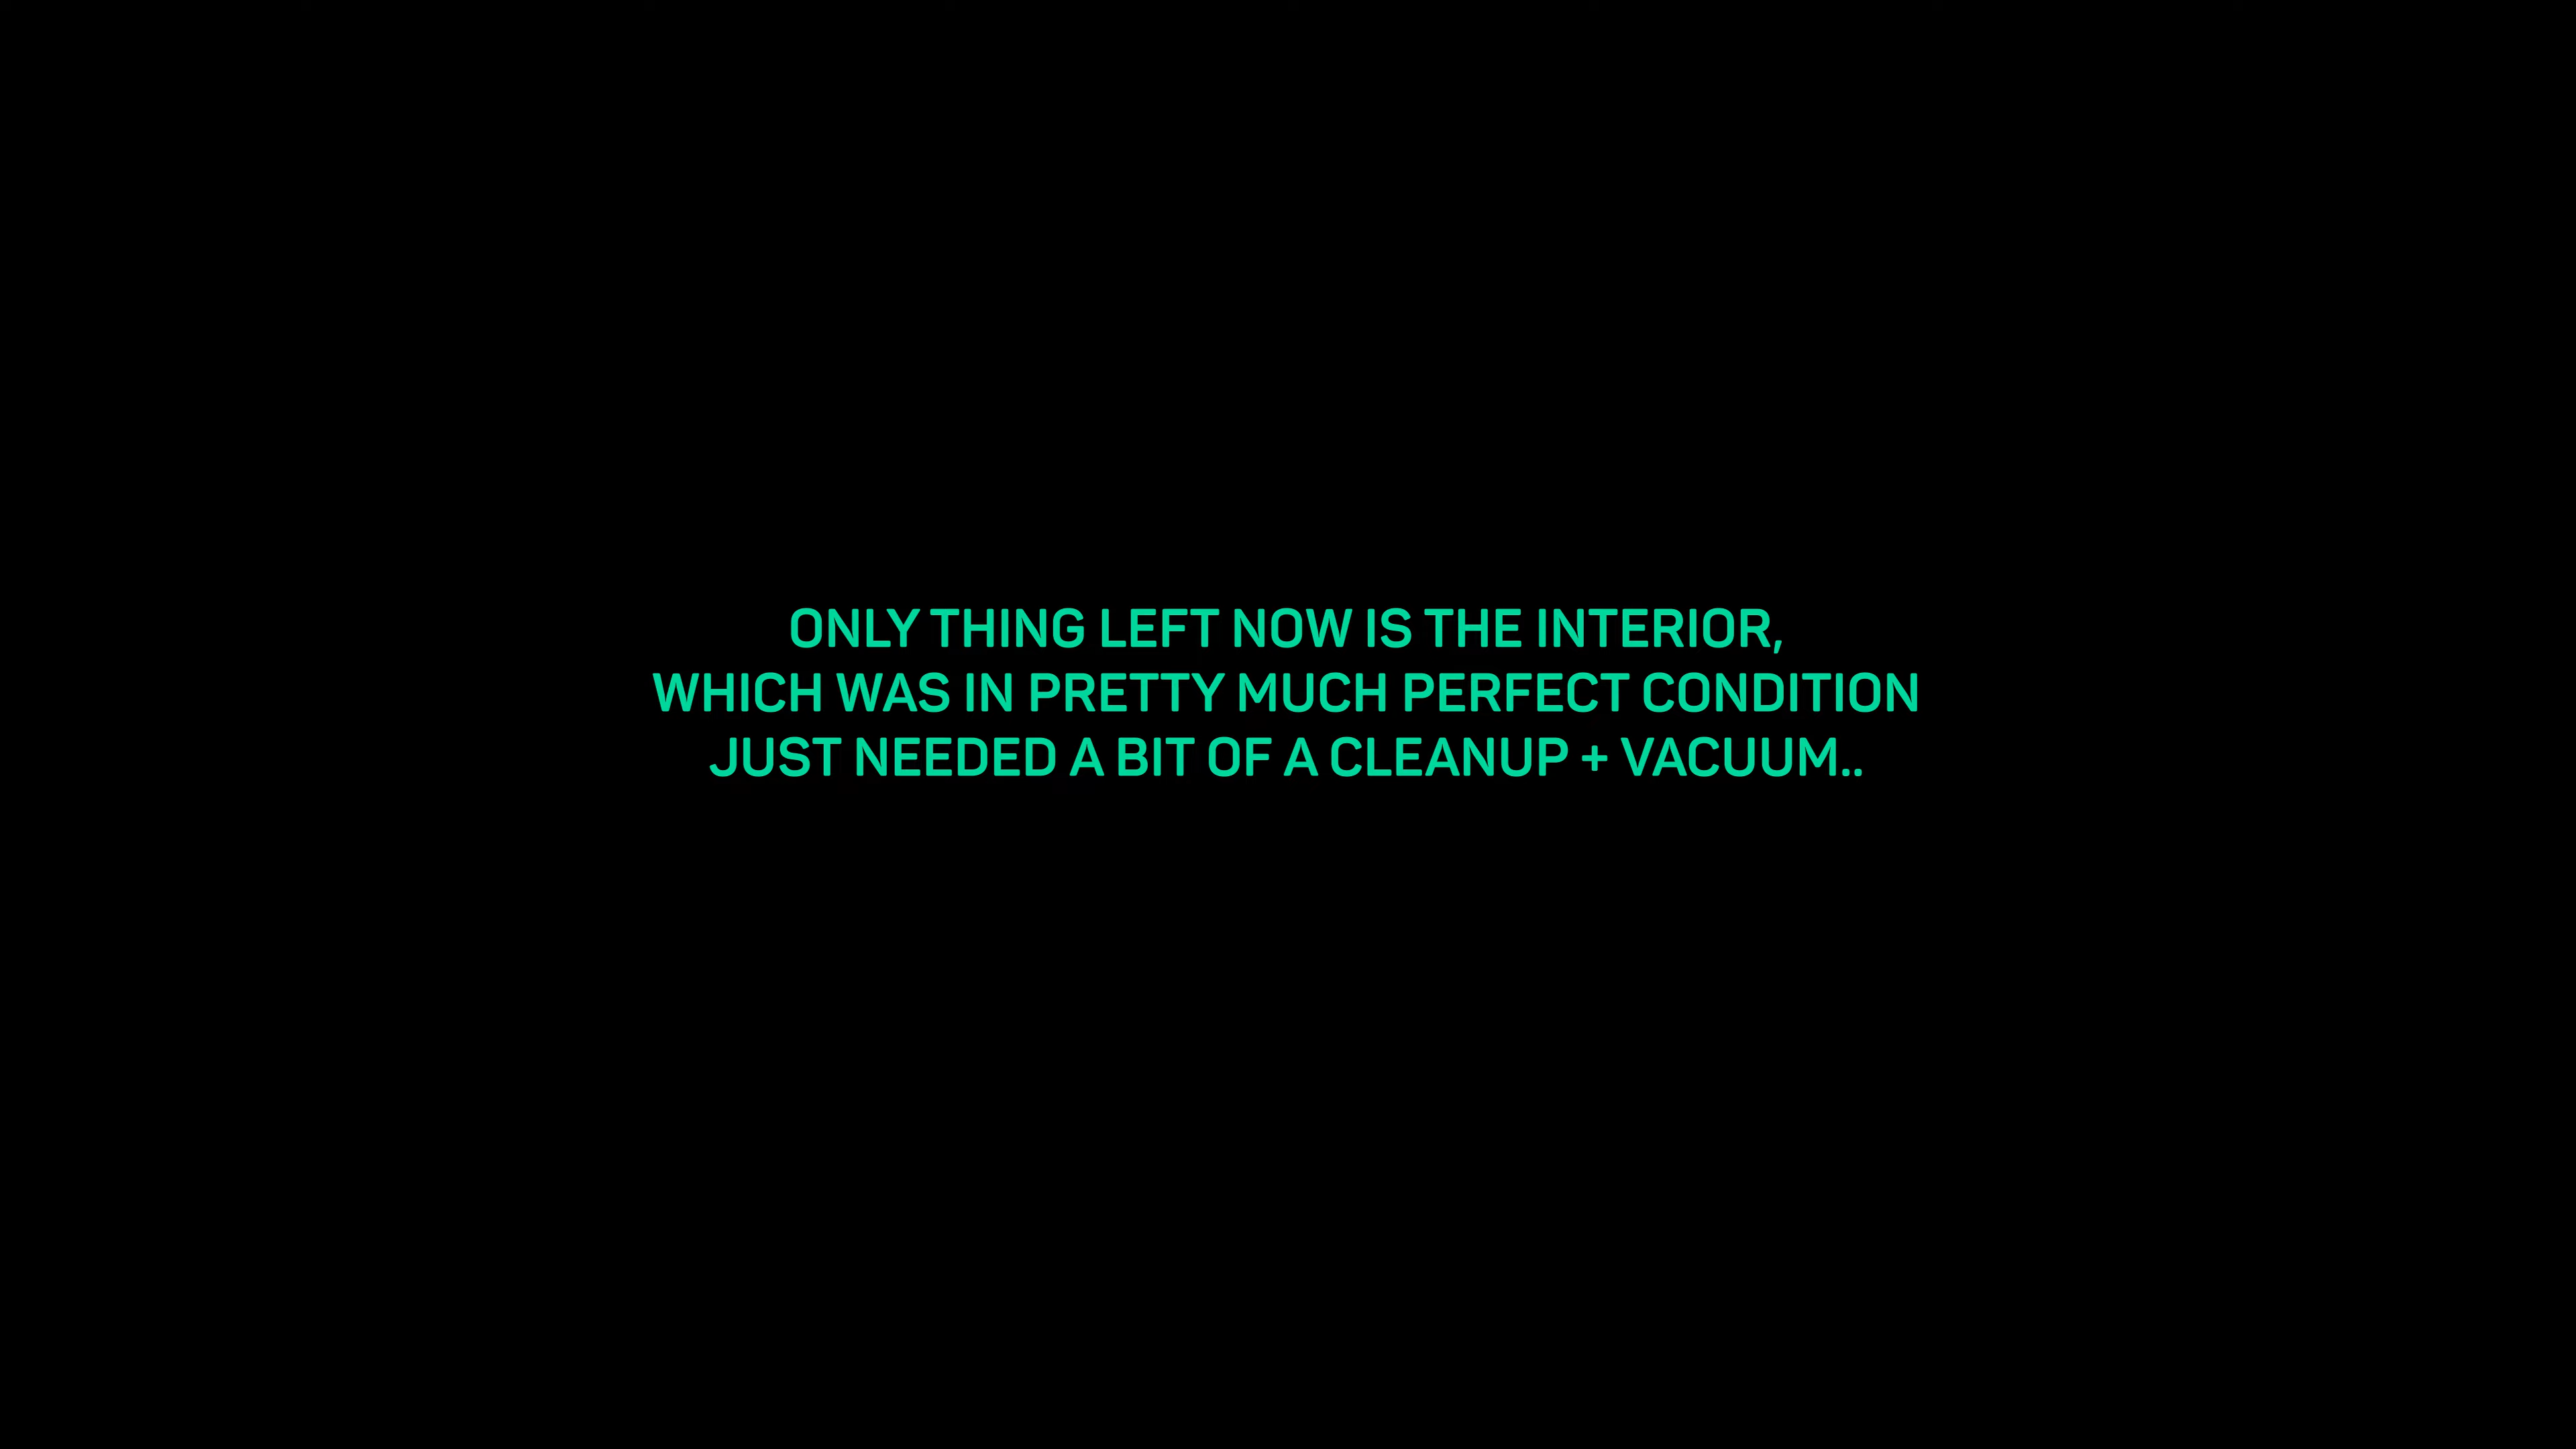 ONLY THING LEFT NOW IS THE INTERIOR,
WHICH WAS IN PRETTY MUCH PERFECT CONDITION
JUST NEEDED A BIT OF A CLEANUP + VACUUM..